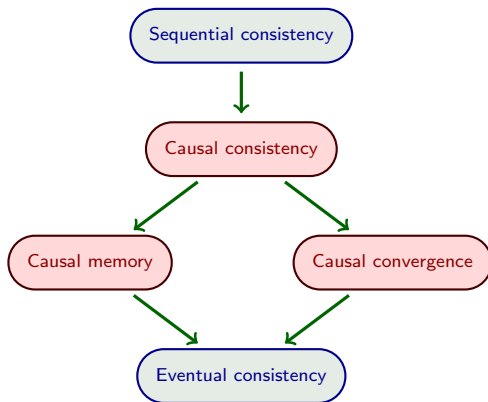 Sequential consistency
Causal consistency
Causal memory
Causal convergence
Eventual consistency